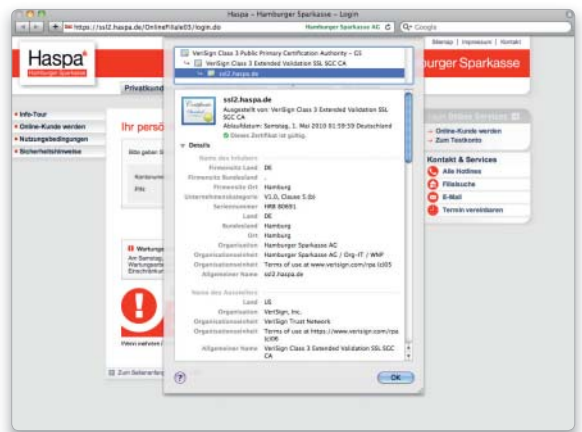 Haspa – Hamburger Sparkasse – Login
https://ssl2.haspa.de/OnlineFiliale03/login.do
Hamburger Sparkasse AG
Google
Sitemap | Impressum | Kontakt
Haspa
Hamburger Sparkasse
burger Sparkasse
Privatkund
VeriSign Class 3 Public Primary Certification Authority – G5
VeriSign Class 3 Extended Validation SSL SGC CA
ssl2.haspa.de
ssl2.haspa.de
Ausgestellt von: VeriSign Class 3 Extended Validation SSL
SGC CA
Ablaufdatum: Samstag, 1. Mai 2010 01:59:59 Deutschland
Dieses Zertifikat ist gültig.
Details
Name des Inhabers
Firmensitz Land DE
Firmensitz Bundesland .
Firmensitz Ort Hamburg
Unternehmenskategorie V1.0, Clause 5.(b)
Seriennummer HRB 80691
Land DE
Bundesland Hamburg
Ort Hamburg
Organisation Hamburger Sparkasse AG
Organisationseinheit Hamburger Sparkasse AG / Org-IT / WNP
Organisationseinheit Terms of use at www.verisign.com/rpa (c)05
Allgemeiner Name ssl2.haspa.de
Name des Ausstellers
Land US
Organisation VeriSign, Inc.
Organisationseinheit VeriSign Trust Network
Organisationseinheit Terms of use at https://www.verisign.com/rpa
(c)06
Allgemeiner Name VeriSign Class 3 Extended Validation SSL SGC
CA
?
OK
Info-Tour
Online-Kunde werden
Nutzungsbedingungen
Sicherheitshinweise
Ihr persö
Bitte geben S
Kontonumm
PIN
Wartungs
Am Samstag,
Wartungsarbe
Einschränkun
Zum Seitenanfang
Online-Kunde werden
Zum Testkonto
Kontakt & Services
Alle Hotlines
Filialsuche
E-Mail
Termin vereinbaren